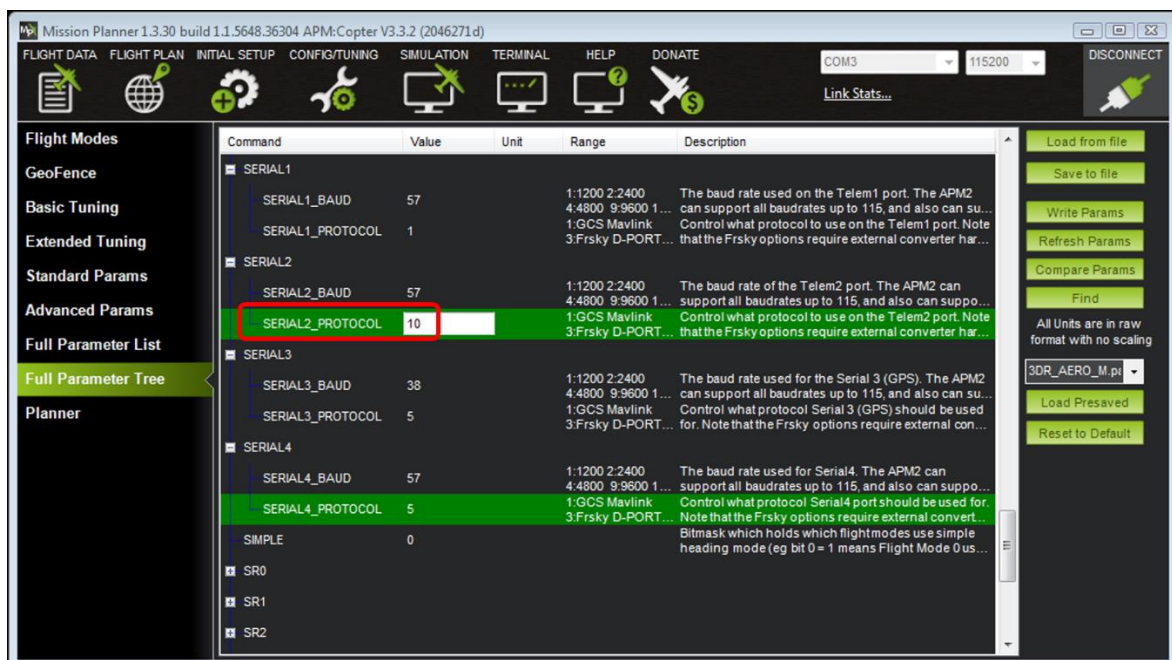 Mission Planner 1.3.30 build 1.1.5648.36304 APM:Copter V3.3.2 (2046271d)
FLIGHT DATA FLIGHT PLAN INITIAL SETUP CONFIG/TUNING SIMULATION TERMINAL HELP DONATE
COM3 115200 DISCONNECT
Link Stats...
Flight Modes
GeoFence
Basic Tuning
Extended Tuning
Standard Params
Advanced Params
Full Parameter List
Full Parameter Tree
Planner
Command Value Unit Range Description
SERIAL1
SERIAL1_BAUD 57 1:1200 2:2400 The baud rate used on the Telem1 port. The APM2
4:4800 9:9600 1... can support all baudrates up to 115, and also can su...
SERIAL1_PROTOCOL 1 1:GCS Mavlink Control what protocol to use on the Telem1 port. Note
3:Frsky D-PORT... that the Frsky options require external converter har...
SERIAL2
SERIAL2_BAUD 57 1:1200 2:2400 The baud rate of the Telem2 port. The APM2 can
4:4800 9:9600 1... support all baudrates up to 115, and also can suppo...
SERIAL2_PROTOCOL 10 1:GCS Mavlink Control what protocol to use on the Telem2 port. Note
3:Frsky D-PORT... that the Frsky options require external converter har...
SERIAL3
SERIAL3_BAUD 38 1:1200 2:2400 The baud rate used for the Serial 3 (GPS). The APM2
4:4800 9:9600 1... can support all baudrates up to 115, and also can su...
SERIAL3_PROTOCOL 5 1:GCS Mavlink Control what protocol Serial 3 (GPS) should be used
3:Frsky D-PORT... for. Note that the Frsky options require external con...
SERIAL4
SERIAL4_BAUD 57 1:1200 2:2400 The baud rate used for Serial4. The APM2 can
4:4800 9:9600 1... support all baudrates up to 115, and also can suppo...
SERIAL4_PROTOCOL 5 1:GCS Mavlink Control what protocol Serial4 port should be used for.
3:Frsky D-PORT... Note that the Frsky options require external convert...
SIMPLE 0 Bitmask which holds which flight modes use simple
heading mode (eg bit 0 = 1 means Flight Mode 0 us...
SR0
SR1
SR2
Load from file
Save to file
Write Params
Refresh Params
Compare Params
Find
All Units are in raw
format with no scaling
3DR_AERO_M.pa
Load Presaved
Reset to Default